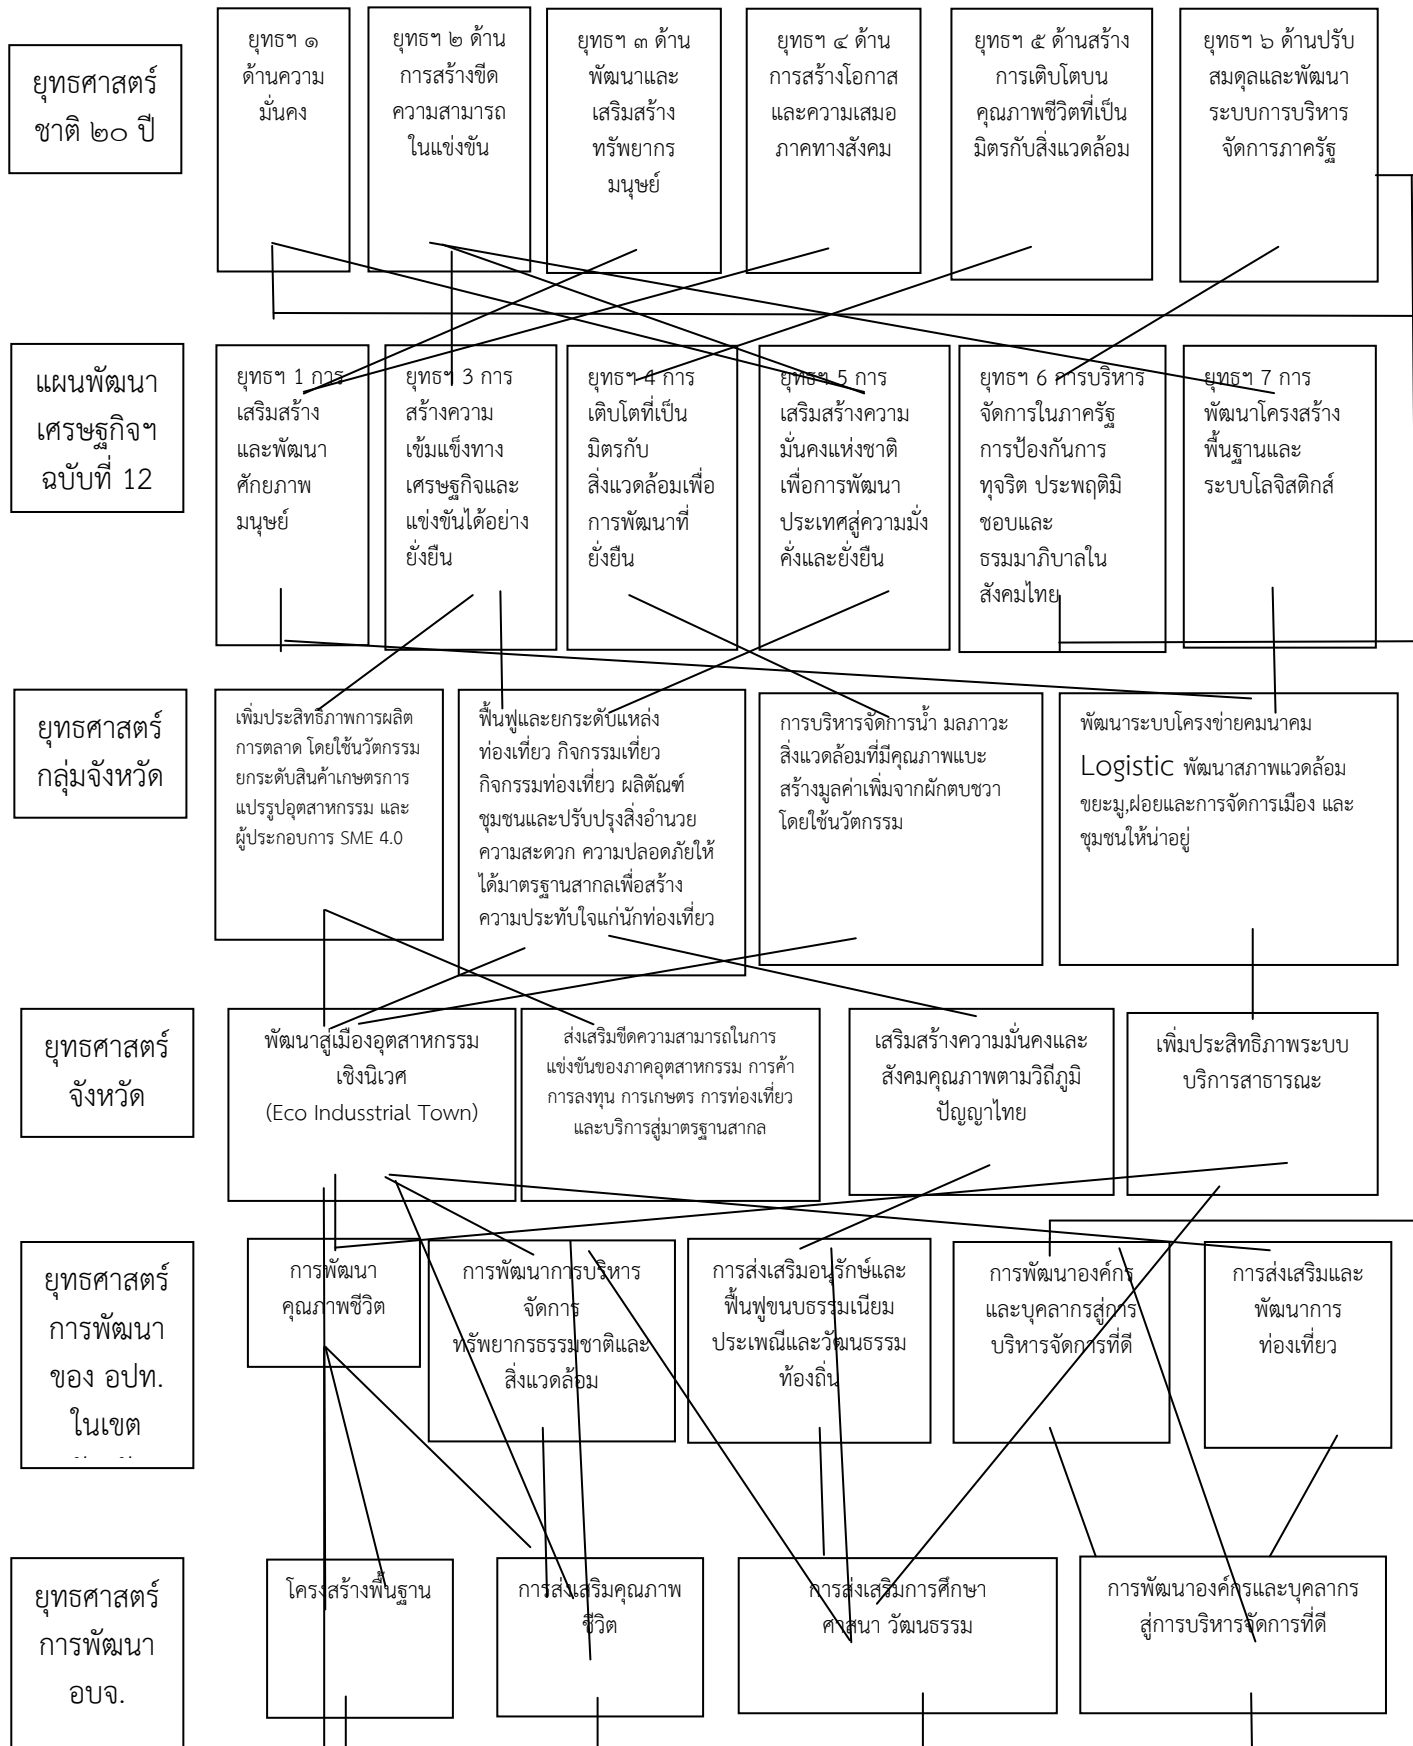 ยุทธศาสตร์
ชาติ ๒๐ ปี
ยุทธฯ ๑
ด้านความ
มั่นคง
ยุทธฯ ๒ ด้าน
การสร้างขีด
ความสามารถ
ในแข่งขัน
ยุทธฯ ๓ ด้าน
พัฒนาและ
เสริมสร้าง
ทรัพยากร
มนุษย์
ยุทธฯ ๔ ด้าน
การสร้างโอกาส
และความเสมอ
ภาคทางสังคม
ยุทธฯ ๕ ด้านสร้าง
การเติบโตบน
คุณภาพชีวิตที่เป็น
มิตรกับสิ่งแวดล้อม
ยุทธฯ ๖ ด้านปรับ
สมดุลและพัฒนา
ระบบการบริหาร
จัดการภาครัฐ
แผนพัฒนา
เศรษฐกิจฯ
ฉบับที่ 12
ยุทธฯ 1 การ
เสริมสร้าง
และพัฒนา
ศักยภาพ
มนุษย์
ยุทธฯ 3 การ
สร้างความ
เข้มแข็งทาง
เศรษฐกิจและ
แข่งขันได้อย่าง
ยั่งยืน
ยุทธฯ 4 การ
เติบโตที่เป็น
มิตรกับ
สิ่งแวดล้อมเพื่อ
การพัฒนาที่
ยั่งยืน
ยุทธฯ 5 การ
เสริมสร้างความ
มั่นคงแห่งชาติ
เพื่อการพัฒนา
ประเทศสู่ความมั่ง
คั่งและยั่งยืน
ยุทธฯ 6 การบริหาร
จัดการในภาครัฐ
การป้องกันการ
ทุจริต ประพฤติมิ
ชอบและ
ธรรมมาภิบาลใน
สังคมไทย
ยุทธฯ 7 การ
พัฒนาโครงสร้าง
พื้นฐานและ
ระบบโลจิสติกส์
ยุทธศาสตร์
กลุ่มจังหวัด
เพิ่มประสิทธิภาพการผลิต
การตลาด โดยใช้นวัตกรรม
ยกระดับสินค้าเกษตรการ
แปรรูปอุตสาหกรรม และ
ผู้ประกอบการ SME 4.0
ฟื้นฟูและยกระดับแหล่ง
ท่องเที่ยว กิจกรรมเที่ยว
กิจกรรมท่องเที่ยว ผลิตัณฑ์
ชุมชนและปรับปรุงสิ่งอำนวย
ความสะดวก ความปลอดภัยให้
ได้มาตรฐานสากลเพื่อสร้าง
ความประทับใจแก่นักท่องเที่ยว
การบริหารจัดการน้ำ มลภาวะ
สิ่งแวดล้อมที่มีคุณภาพแบะ
สร้างมูลค่าเพิ่มจากผักตบชวา
โดยใช้นวัตกรรม
พัฒนาระบบโครงข่ายคมนาคม
Logistic พัฒนาสภาพแวดล้อม
ขยะมู,ฝอยและการจัดการเมือง และ
ชุมชนให้น่าอยู่
ยุทธศาสตร์
จังหวัด
พัฒนาสู่เมืองอุตสาหกรรม
เชิงนิเวศ
(Eco Indusstrial Town)
ส่งเสริมขีดความสามารถในการ
แข่งขันของภาคอุตสาหกรรม การค้า
การลงทุน การเกษตร การท่องเที่ยว
และบริการสู่มาตรฐานสากล
เสริมสร้างความมั่นคงและ
สังคมคุณภาพตามวิถีภูมิ
ปัญญาไทย
เพิ่มประสิทธิภาพระบบ
บริการสาธารณะ
ยุทธศาสตร์
การพัฒนา
ของ อปท.
ในเขต
การพัฒนา
คุณภาพชีวิต
การพัฒนาการบริหาร
จัดการ
ทรัพยากรธรรมชาติและ
สิ่งแวดล้อม
การส่งเสริมอนุรักษ์และ
ฟื้นฟูขนบธรรมเนียม
ประเพณีและวัฒนธรรม
ท้องถิ่น
การพัฒนาองค์กร
และบุคลากรสู่การ
บริหารจัดการที่ดี
การส่งเสริมและ
พัฒนาการ
ท่องเที่ยว
ยุทธศาสตร์
การพัฒนา
อบจ.
โครงสร้างพื้นฐาน
การส่งเสริมคุณภาพ
ชีวิต
การส่งเสริมการศึกษา
ศาสนา วัฒนธรรม
การพัฒนาองค์กรและบุคลากร
สู่การบริหารจัดการที่ดี